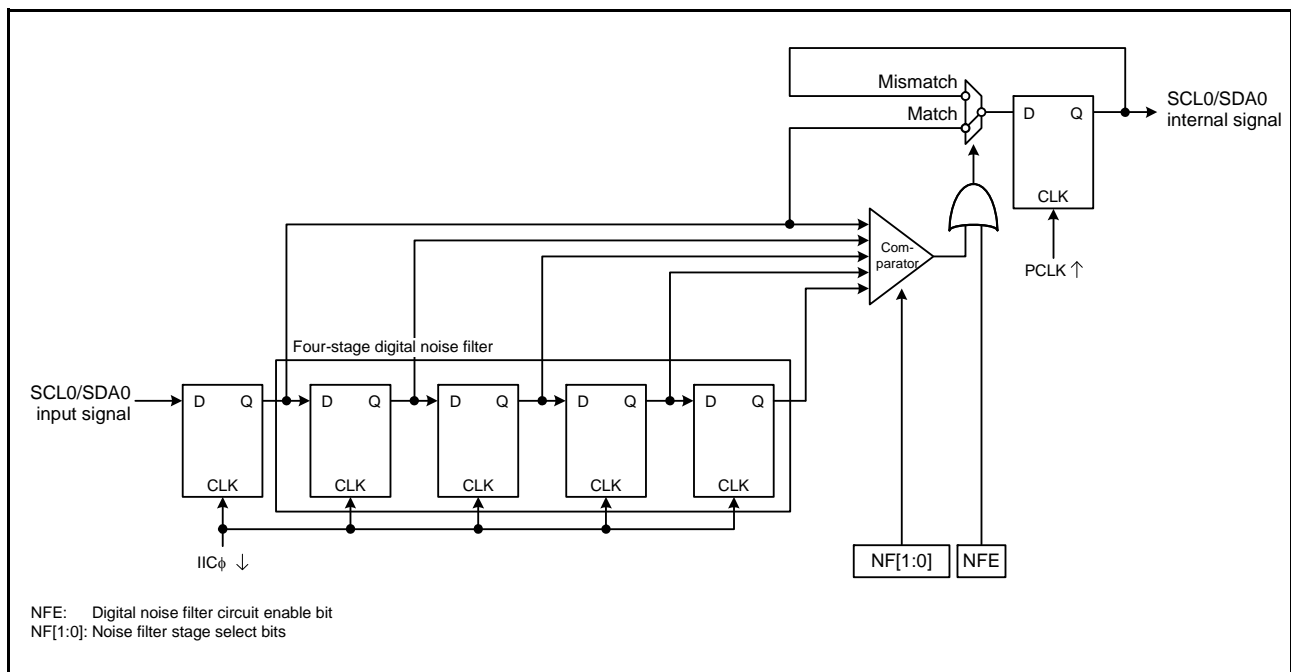 Mismatch
Match
D Q
CLK
SCL0/SDA0
internal signal
PCLK ↑
Com-
parator
Four-stage digital noise filter
SCL0/SDA0
input signal
D Q
CLK
D Q
CLK
D Q
CLK
D Q
CLK
D Q
CLK
IICϕ ↓
NF[1:0]
NFE
NFE: Digital noise filter circuit enable bit
NF[1:0]: Noise filter stage select bits